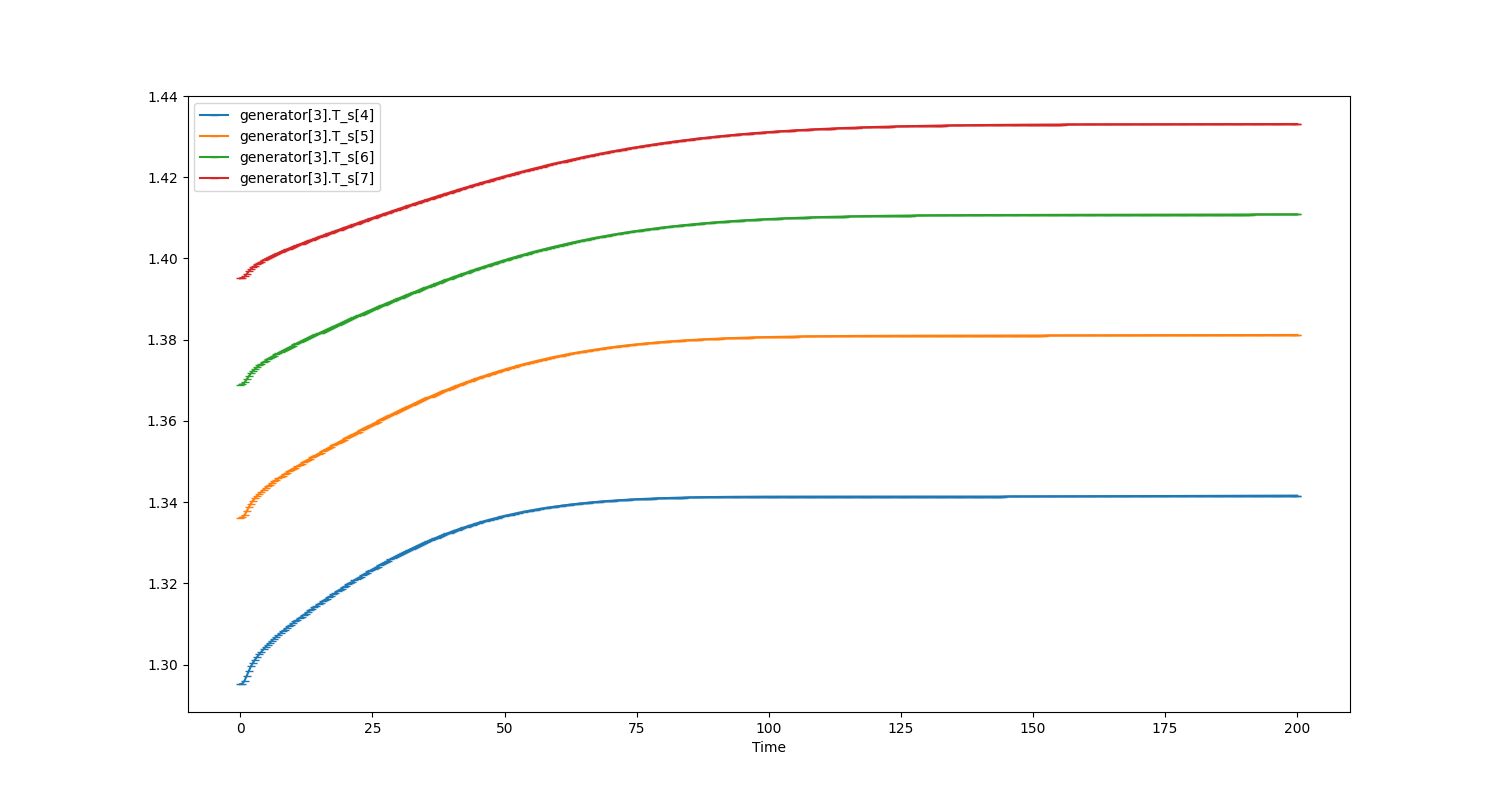 1.44
1.42
1.40
1.38
1.36
1.34
1.32
1.30
generator[3].T_s[4]
generator[3].T_s[5]
generator[3].T_s[6]
generator[3].T_s[7]
0 25 50 75 100 125 150 175 200
Time